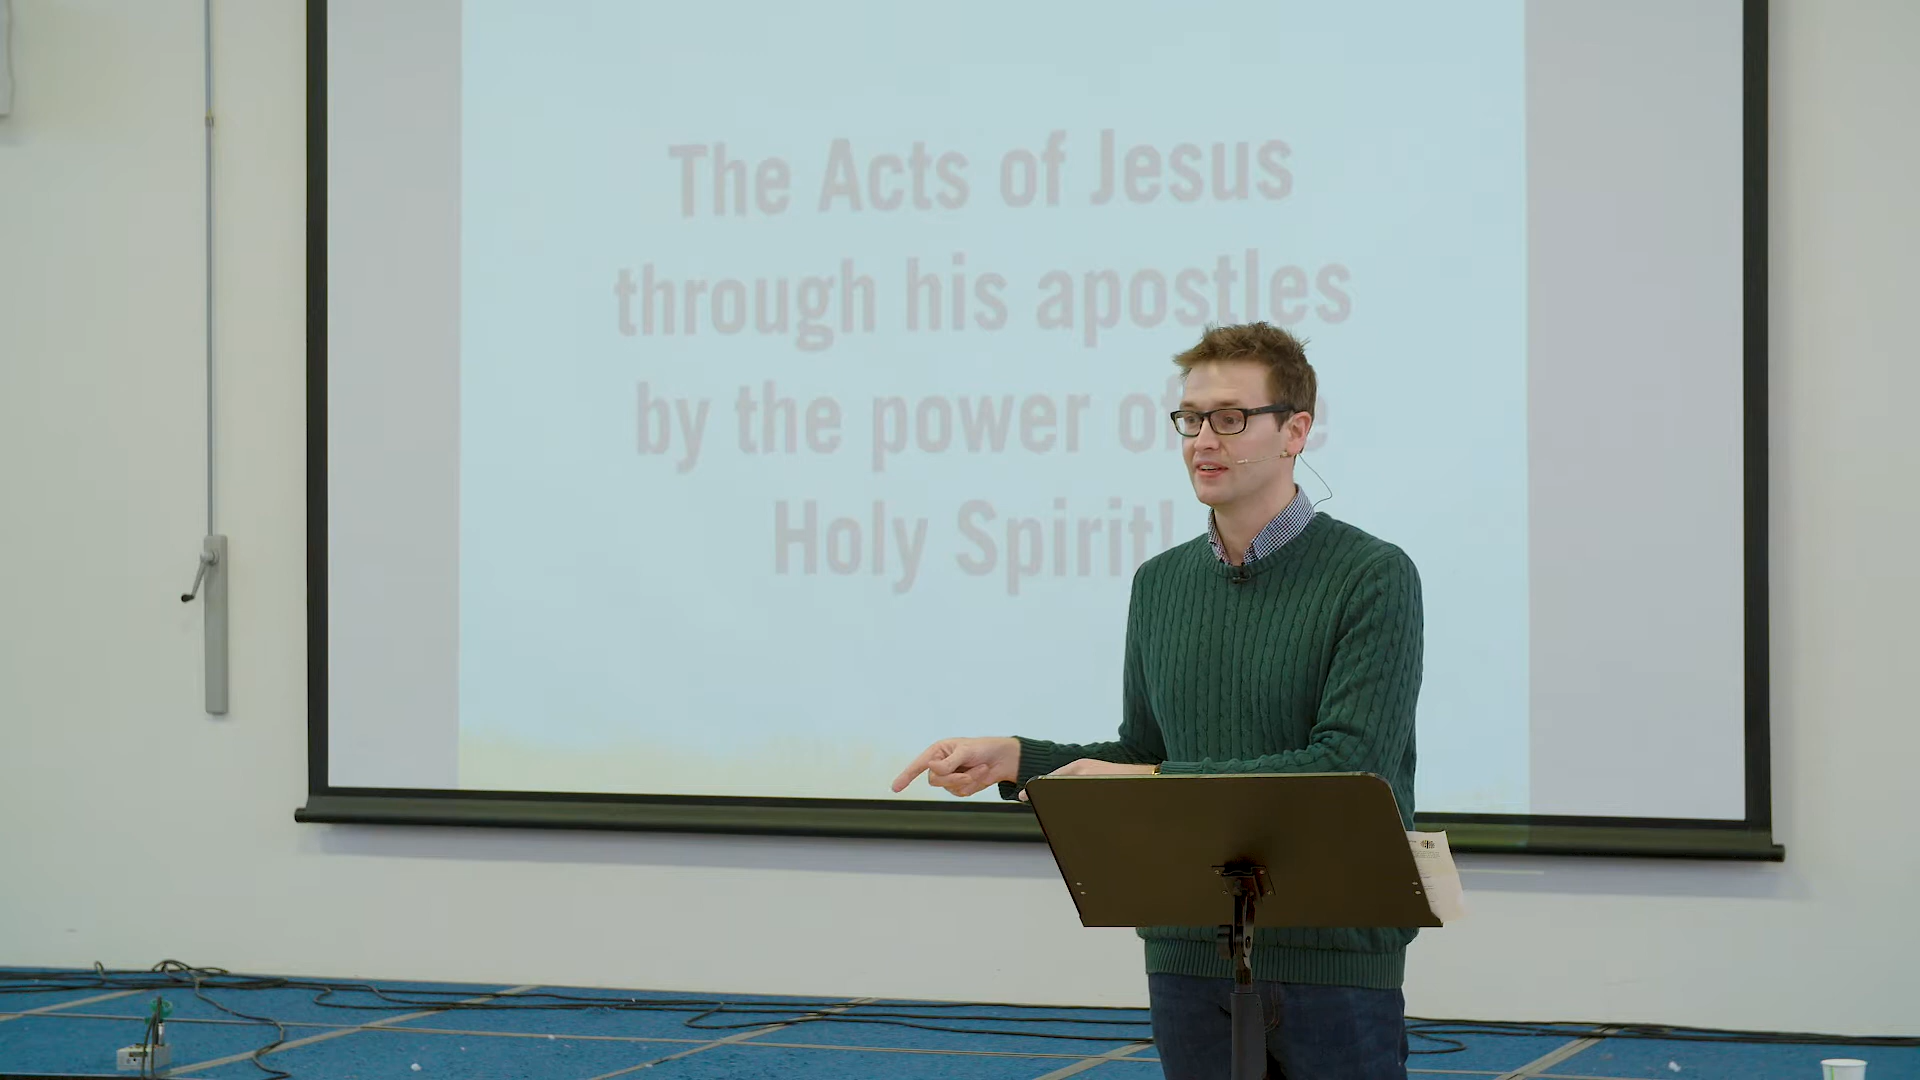 The Acts of Jesus
through his apostles
by the power of
Holy Spirit!